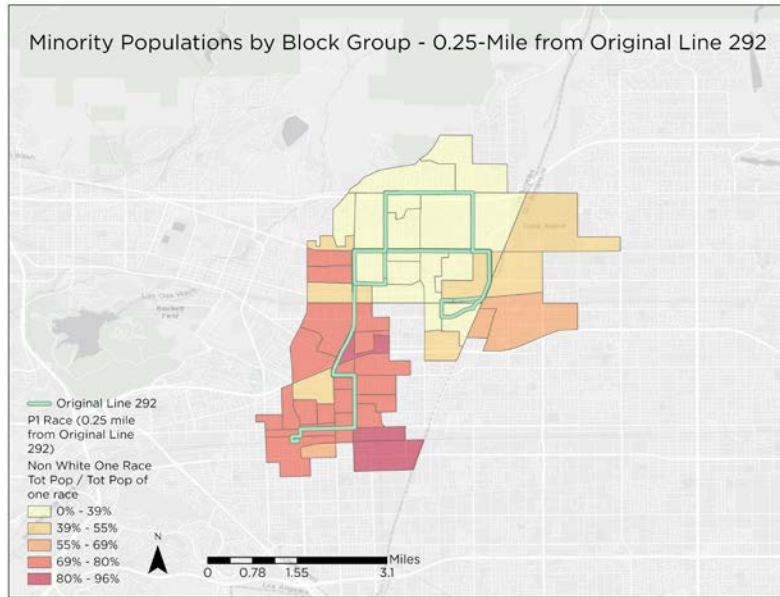 Minority Populations by Block Group - 0.25-Mile from Original Line 292
Original Line 292
P1 Race (0.25 mile
from Original Line
292)
Non White One Race
Tot Pop / Tot Pop of
one race
0% - 39%
39% - 55%
55% - 69%
69% - 80%
80% - 96%
N
Miles
0 0.78 1.55 3.1